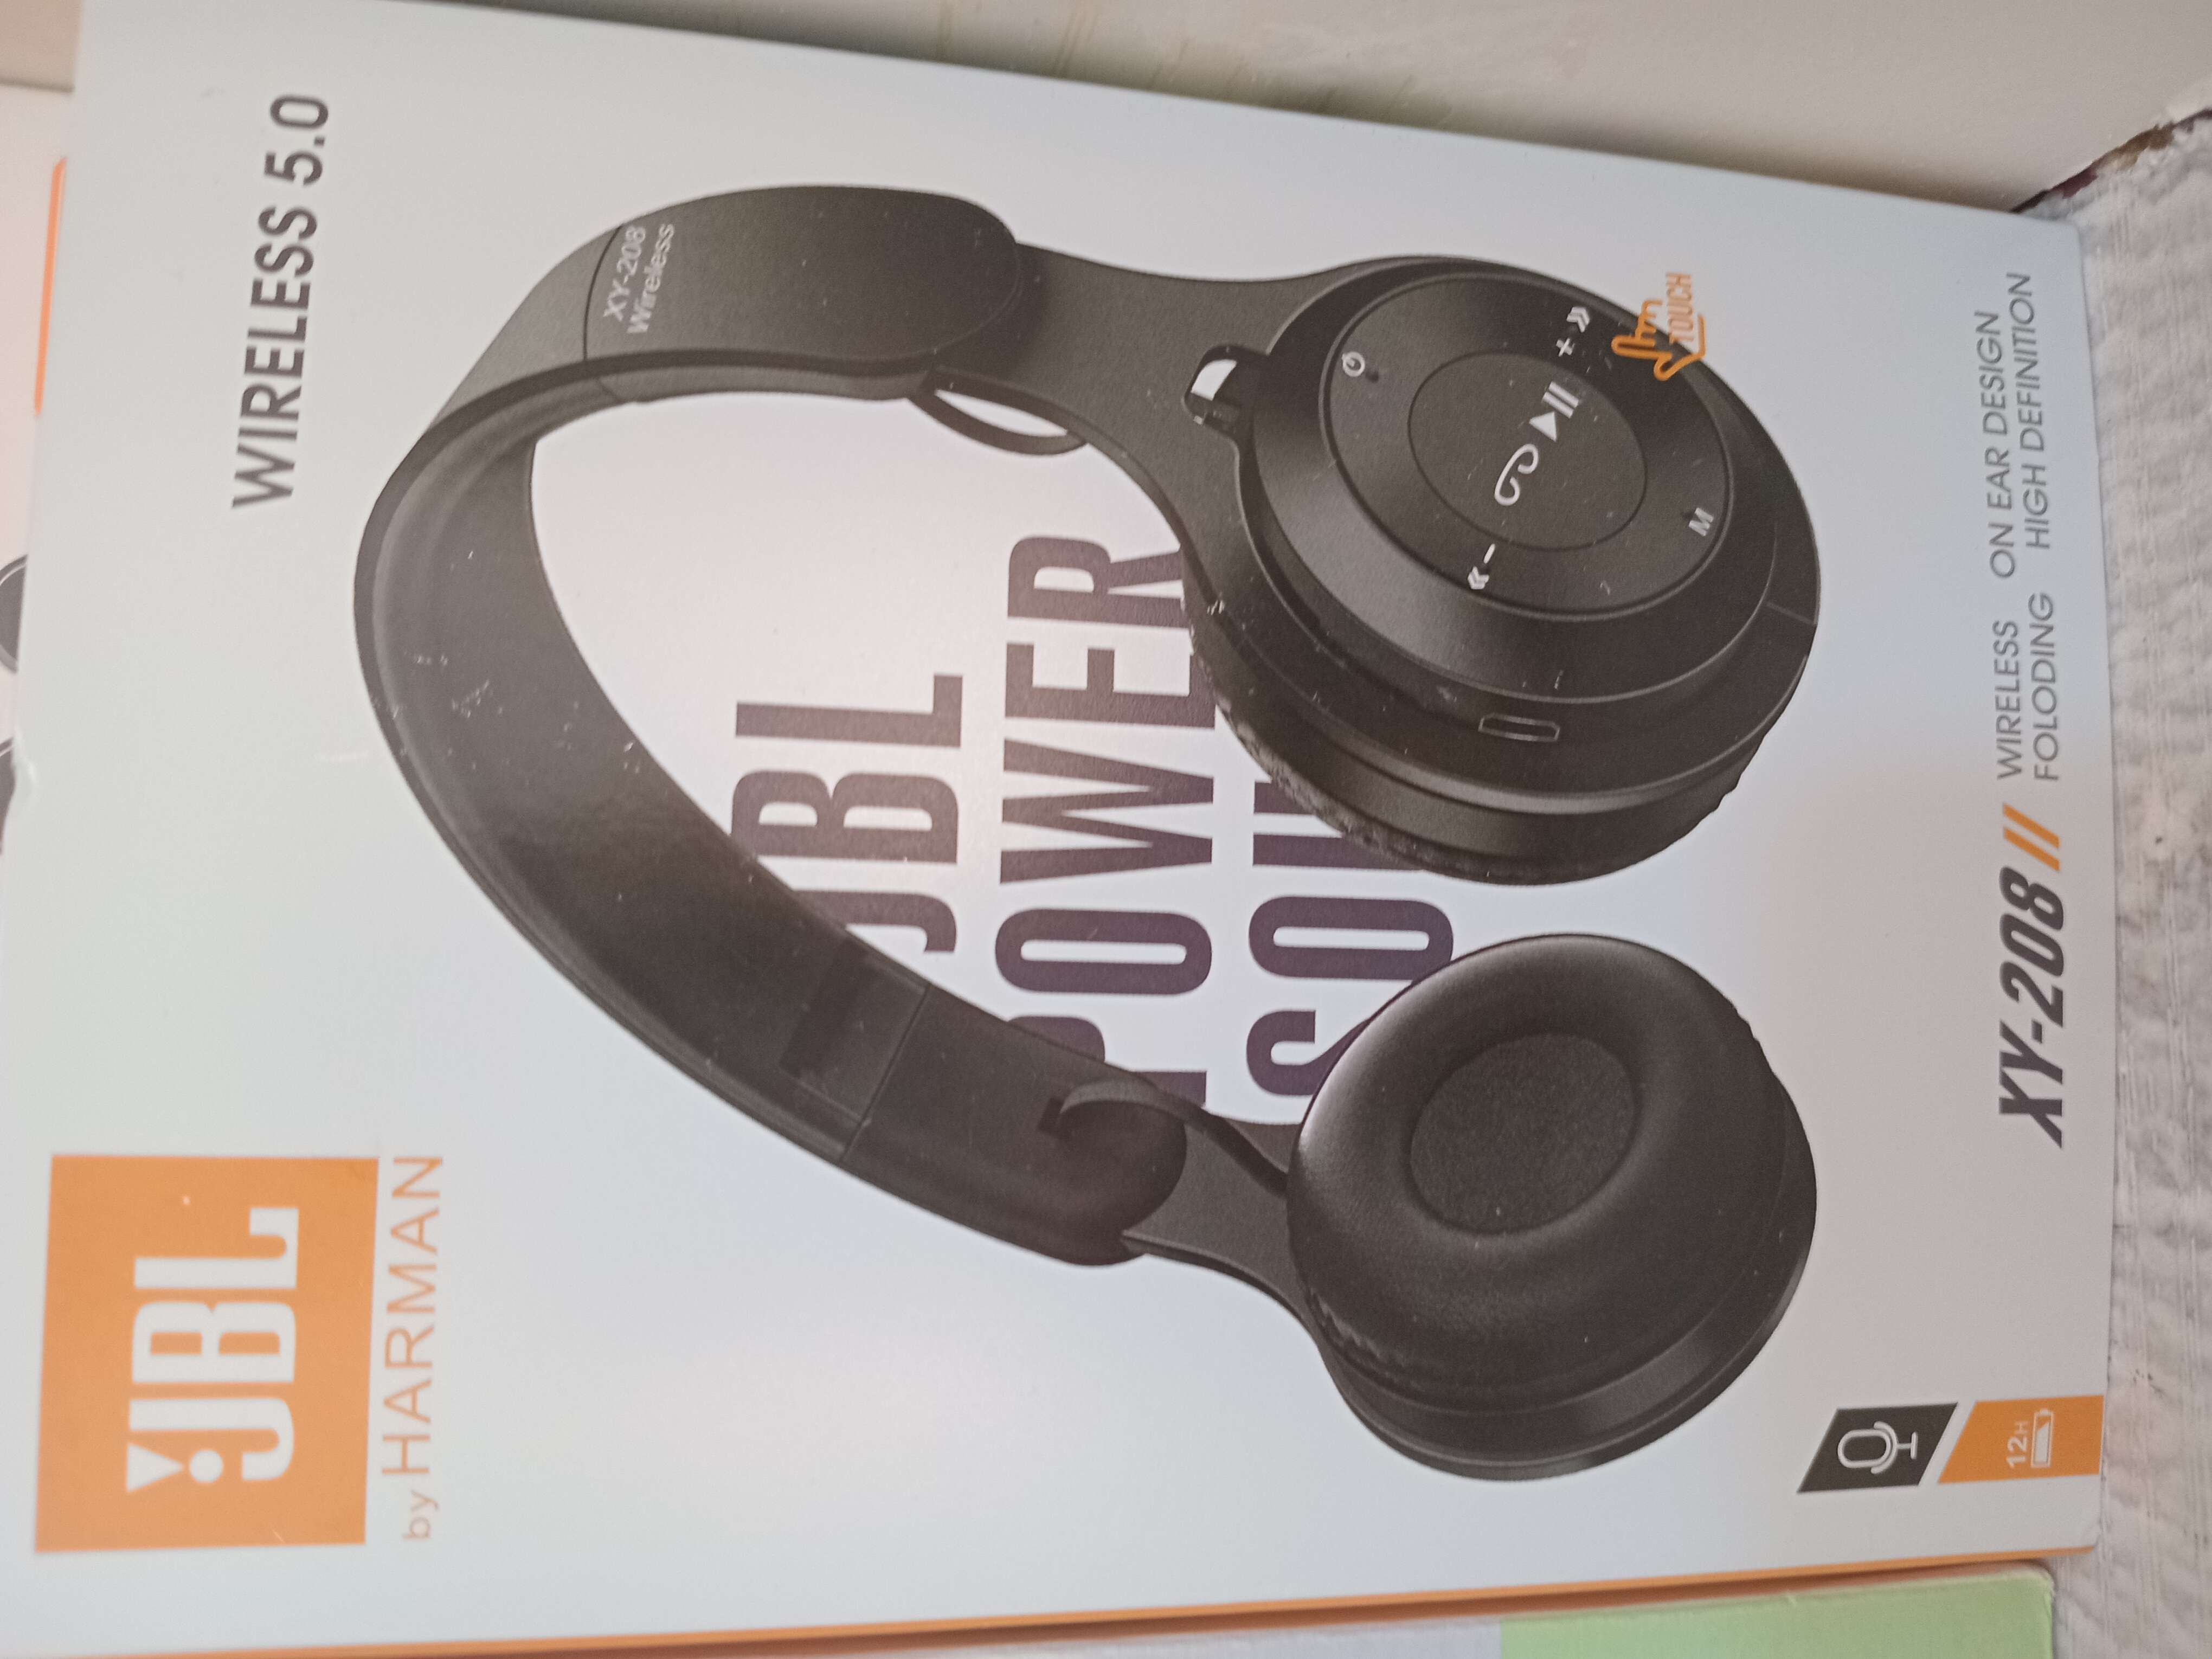 JBL
by HARMAN
WIRELESS 5.0
XY-208
Wireless
JBL
POWER
SOU
M
TOUCH
12H
XY-208
WIRELESS ON EAR DESIGN
FOLODING HIGH DEFINITION